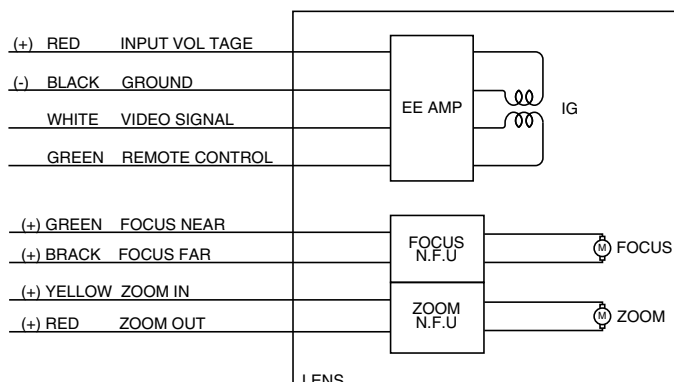 (+) RED INPUT VOL TAGE
(-) BLACK GROUND
WHITE VIDEO SIGNAL
GREEN REMOTE CONTROL
EE AMP
IG
(+) GREEN FOCUS NEAR
(+) BRACK FOCUS FAR
(+) YELLOW ZOOM IN
(+) RED ZOOM OUT
FOCUS
N.F.U
ZOOM
N.F.U
M FOCUS
M ZOOM
LENS